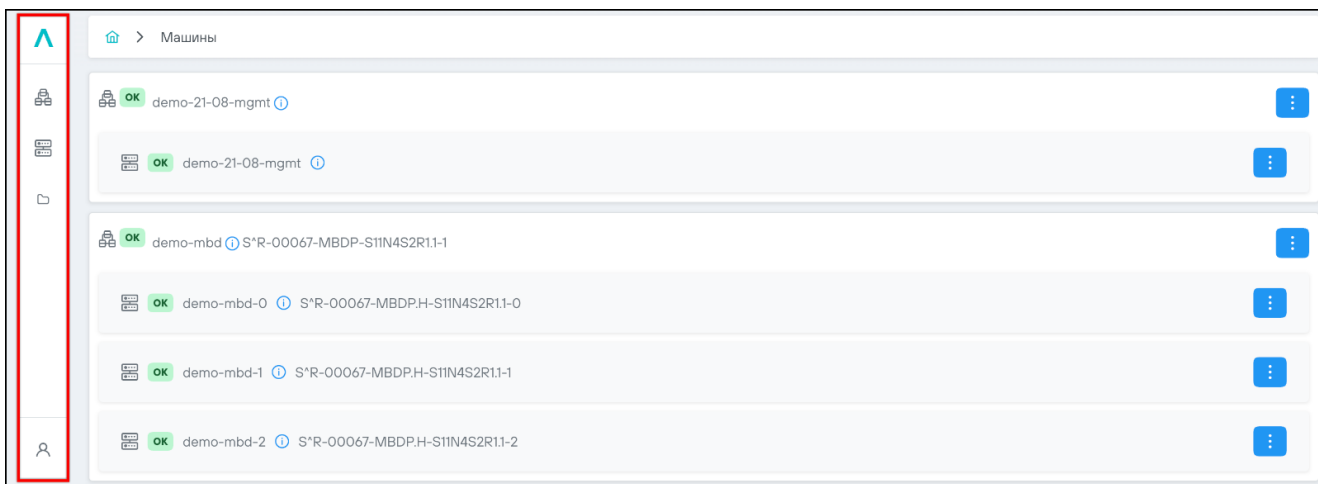 > Машины
OK demo-21-08-mgmt
OK demo-21-08-mgmt
OK demo-mbd S^R-00067-MBDP-S11N4S2R1.1-1
OK demo-mbd-0 S^R-00067-MBDP.H-S11N4S2R1.1-0
OK demo-mbd-1 S^R-00067-MBDP.H-S11N4S2R1.1-1
OK demo-mbd-2 S^R-00067-MBDP.H-S11N4S2R1.1-2